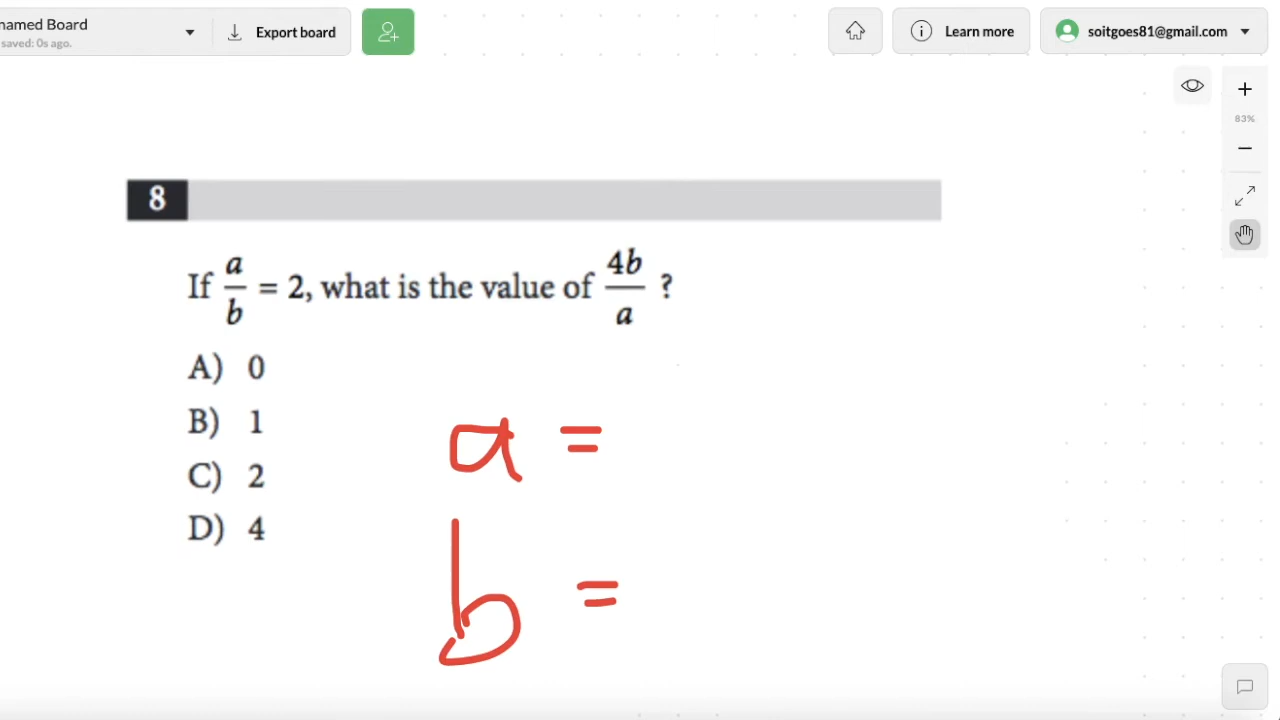 named Board
saved: 0s ago.
Export board
Learn more
soitgoes81@gmail.com
83%
8
If a/b = 2, what is the value of 4b/a ?
A) 0
B) 1
C) 2
D) 4
a =
b =